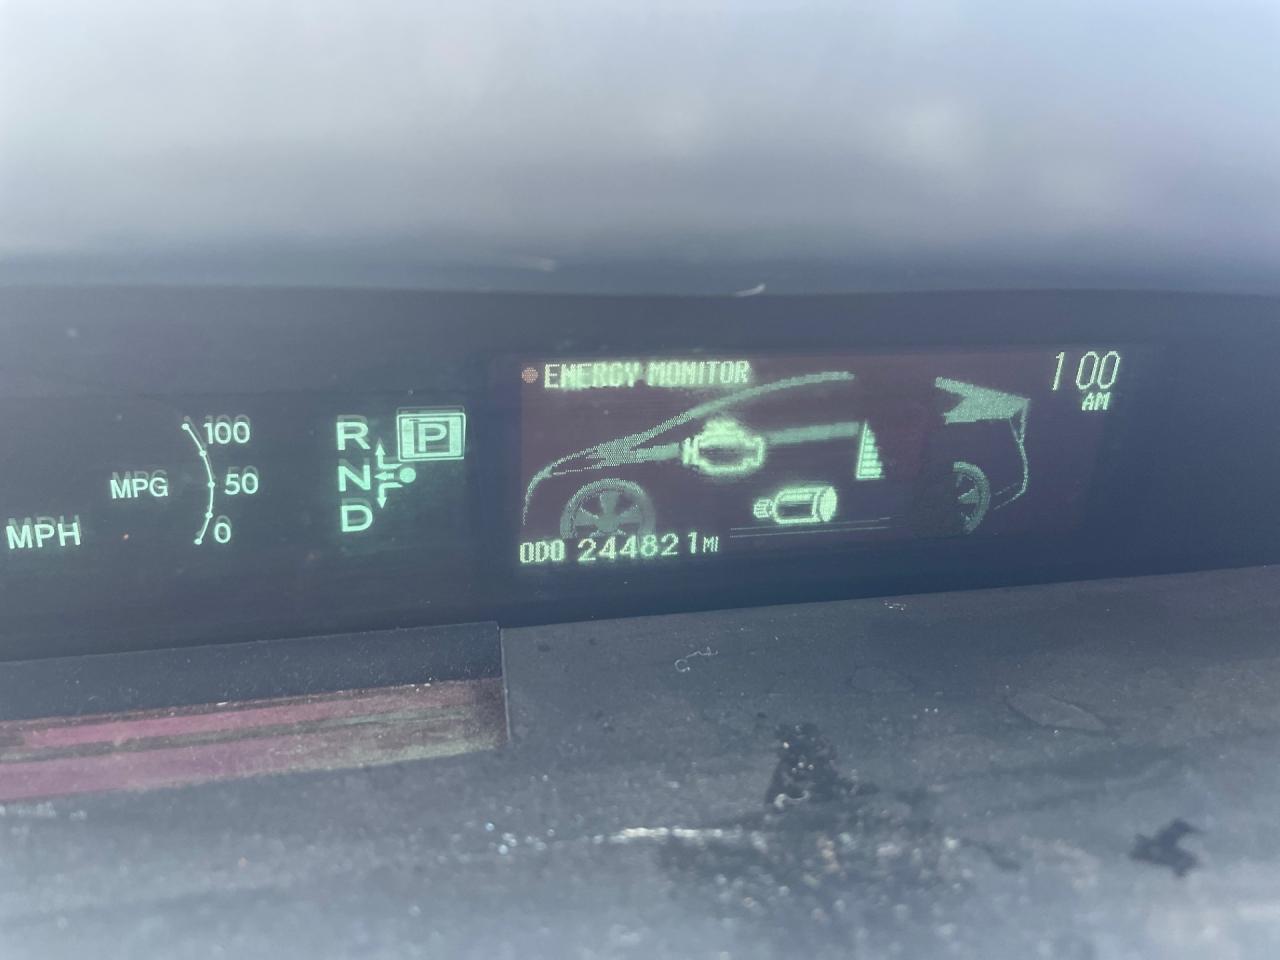 ENERGY MONITOR
1 00
AM
100
R
P
MPG
50
N
MPH
0
D
ODO 244821 MI